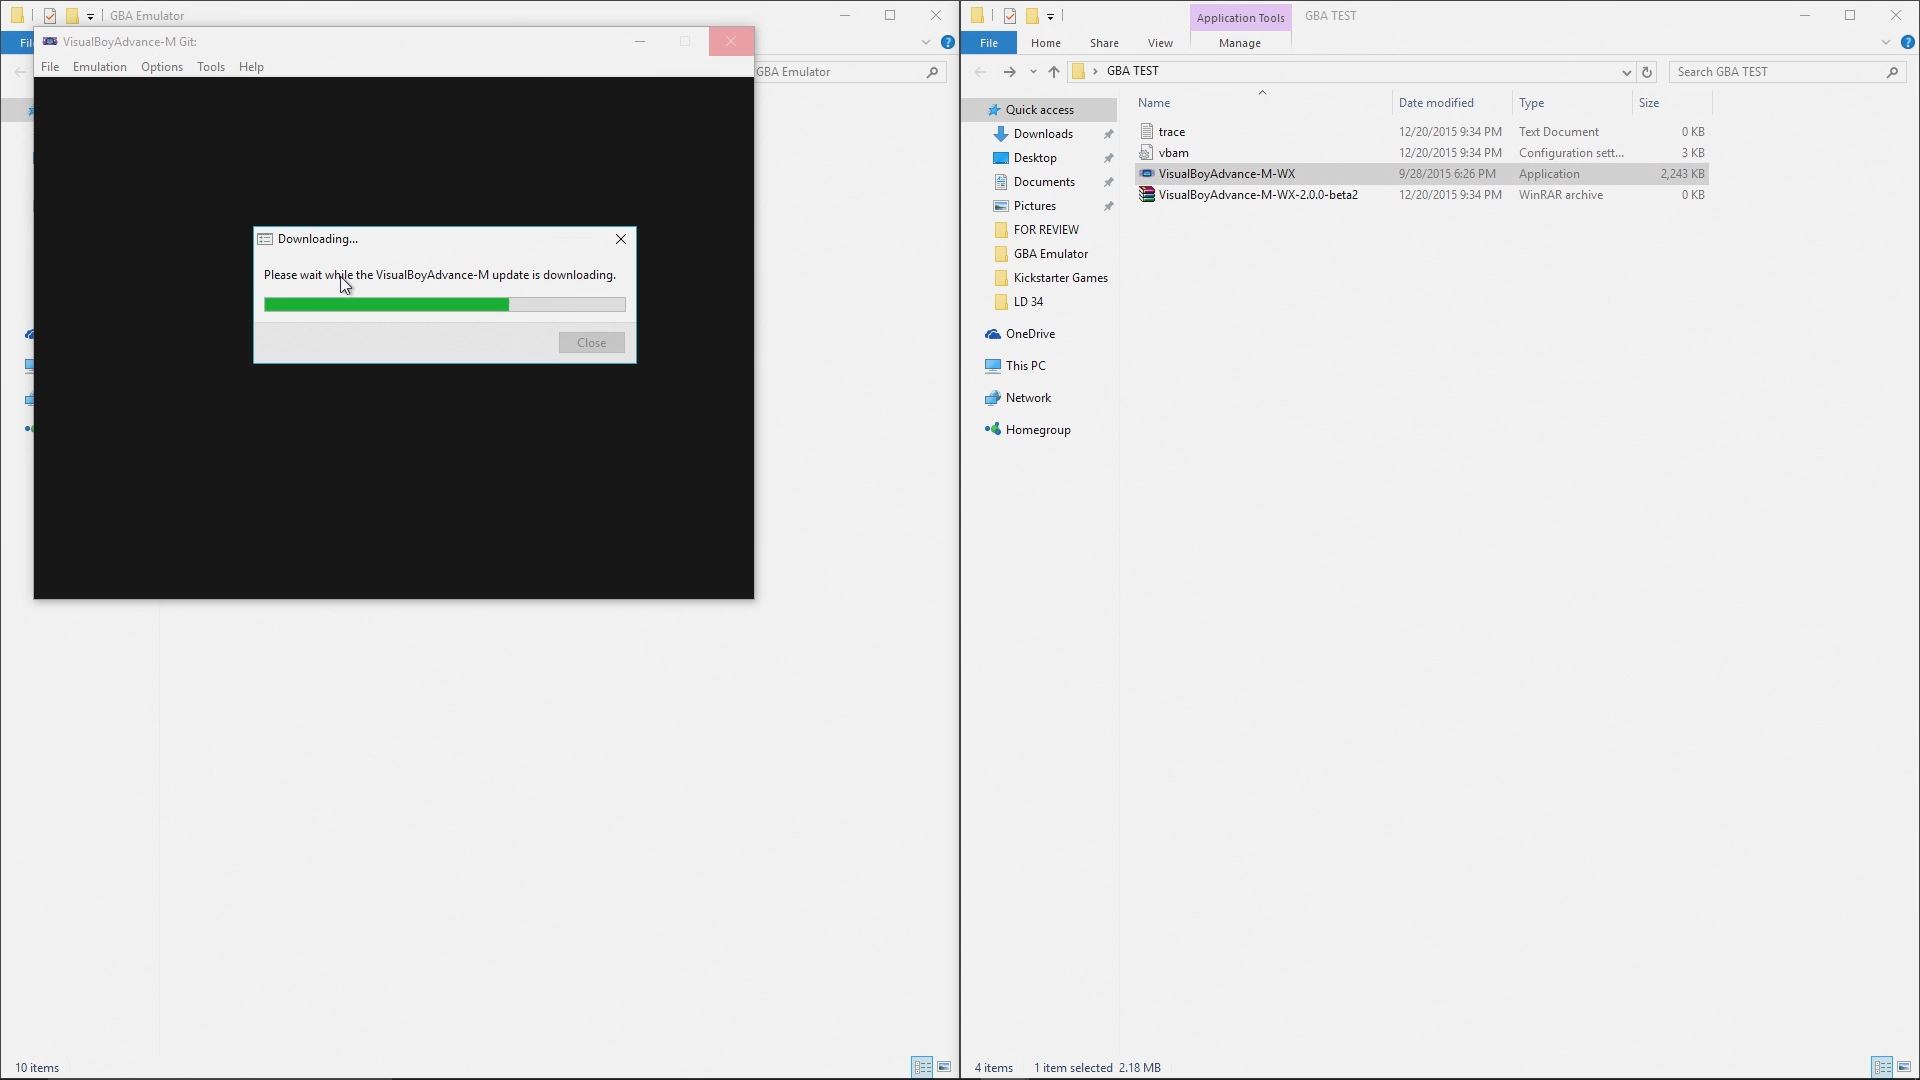 GBA Emulator
VisualBoyAdvance-M Git:
File Emulation Options Tools Help
GBA Emulator
Downloading...
Please wait while the VisualBoyAdvance-M update is downloading.
Close
10 items
Application Tools GBA TEST
File Home Share View Manage
GBA TEST Search GBA TEST
Name Date modified Type Size
trace 12/20/2015 9:34 PM Text Document 0 KB
vbam 12/20/2015 9:34 PM Configuration sett... 3 KB
VisualBoyAdvance-M-WX 9/28/2015 6:26 PM Application 2,243 KB
VisualBoyAdvance-M-WX-2.0.0-beta2 12/20/2015 9:34 PM WinRAR archive 0 KB
Quick access
Downloads
Desktop
Documents
Pictures
FOR REVIEW
GBA Emulator
Kickstarter Games
LD 34
OneDrive
This PC
Network
Homegroup
4 items 1 item selected 2.18 MB